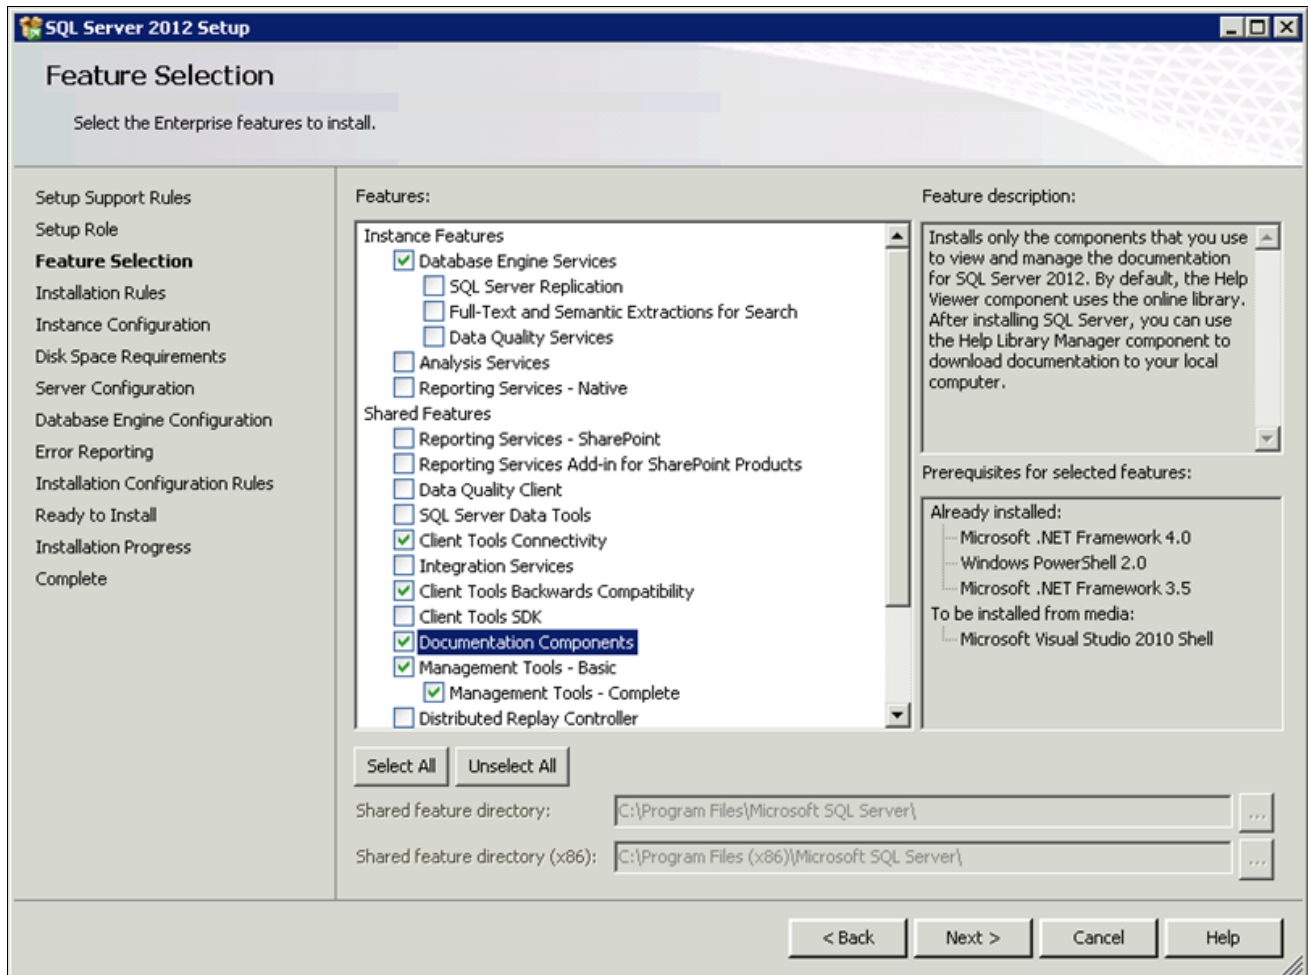 SQL Server 2012 Setup
Feature Selection
Select the Enterprise features to install.
Setup Support Rules
Setup Role
Feature Selection
Installation Rules
Instance Configuration
Disk Space Requirements
Server Configuration
Database Engine Configuration
Error Reporting
Installation Configuration Rules
Ready to Install
Installation Progress
Complete
Features:
Instance Features
Database Engine Services
SQL Server Replication
Full-Text and Semantic Extractions for Search
Data Quality Services
Analysis Services
Reporting Services - Native
Shared Features
Reporting Services - SharePoint
Reporting Services Add-in for SharePoint Products
Data Quality Client
SQL Server Data Tools
Client Tools Connectivity
Integration Services
Client Tools Backwards Compatibility
Client Tools SDK
Documentation Components
Management Tools - Basic
Management Tools - Complete
Distributed Replay Controller
Feature description:
Installs only the components that you use
to view and manage the documentation
for SQL Server 2012. By default, the Help
Viewer component uses the online library.
After installing SQL Server, you can use
the Help Library Manager component to
download documentation to your local
computer.
Prerequisites for selected features:
Already installed:
Microsoft .NET Framework 4.0
Windows PowerShell 2.0
Microsoft .NET Framework 3.5
To be installed from media:
Microsoft Visual Studio 2010 Shell
Select All
Unselect All
Shared feature directory:
C:\Program Files\Microsoft SQL Server\
...
Shared feature directory (x86):
C:\Program Files (x86)\Microsoft SQL Server\
...
< Back
Next >
Cancel
Help